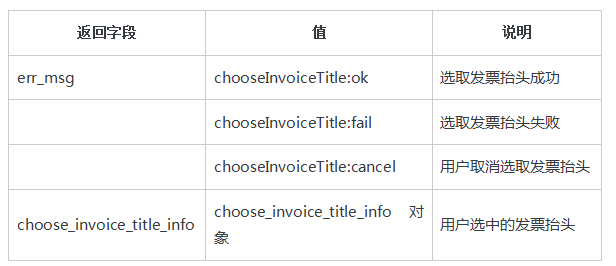 返回字段 值 说明
err_msg chooseInvoiceTitle:ok 选取发票抬头成功
chooseInvoiceTitle:fail 选取发票抬头失败
chooseInvoiceTitle:cancel 用户取消选取发票抬头
choose_invoice_title_info choose_invoice_title_info 对象 用户选中的发票抬头